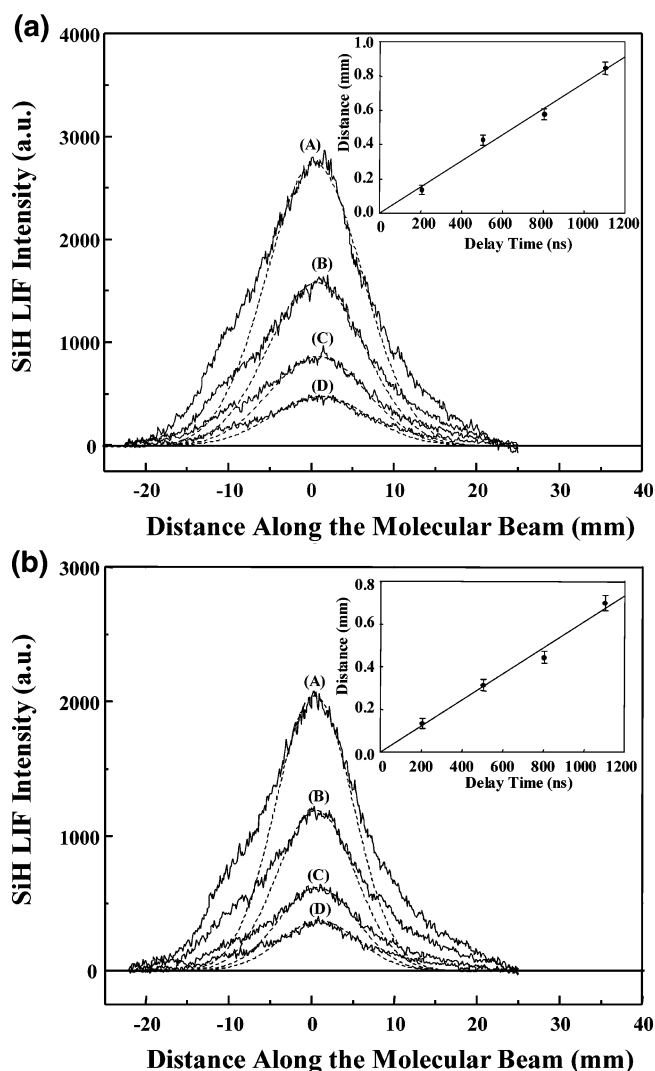 (a)
4000
3000
2000
1000
0
SiH LIF Intensity (a.u.)
(A)
(B)
(C)
(D)
-20 -10 0 10 20 30 40
Distance Along the Molecular Beam (mm)
1.0
0.8
0.6
0.4
0.2
0.0
Distance (mm)
0 200 400 600 800 1000 1200
Delay Time (ns)
(b)
3000
2000
1000
0
SiH LIF Intensity (a.u.)
(A)
(B)
(C)
(D)
-20 -10 0 10 20 30 40
Distance Along the Molecular Beam (mm)
0.8
0.6
0.4
0.2
0.0
Distance (mm)
0 200 400 600 800 1000 1200
Delay Time (ns)